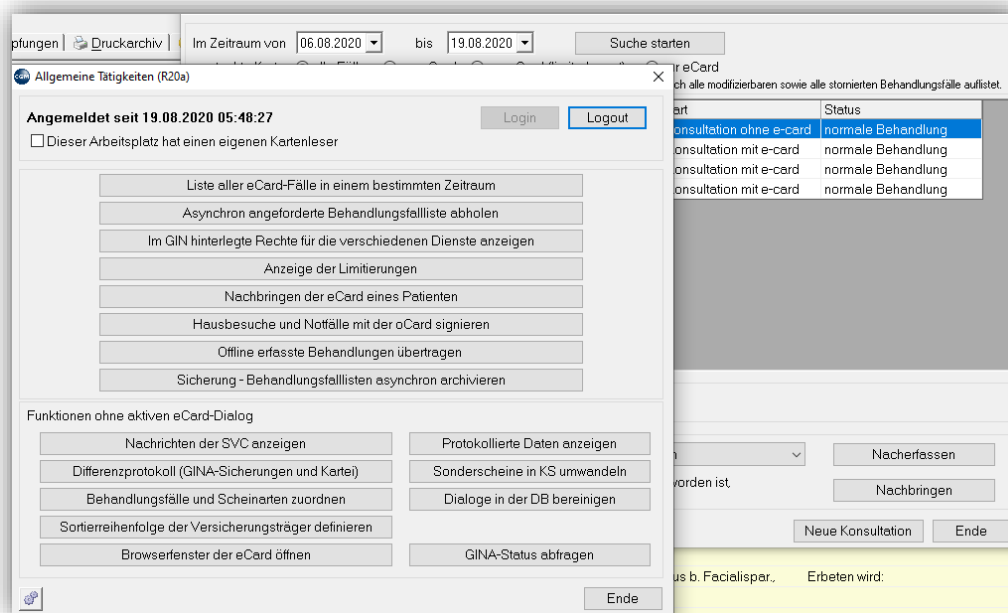 Druckarchiv
Im Zeitraum von 06.08.2020 bis 19.08.2020 Suche starten
eCard
alle modifizierbaren sowie alle stornierten Behandlungsfälle auflistet.
Status
ohne e-card normale Behandlung
mit e-card normale Behandlung
mit e-card normale Behandlung
mit e-card normale Behandlung
CGM Allgemeine Tätigkeiten (R20a)
Angemeldet seit 19.08.2020 05:48:27 Login Logout
Dieser Arbeitsplatz hat einen eigenen Kartenleser
Liste aller eCard-Fälle in einem bestimmten Zeitraum
Asynchron angeforderte Behandlungsfallliste abholen
Im GIN hinterlegte Rechte für die verschiedenen Dienste anzeigen
Anzeige der Limitierungen
Nachbringen der eCard eines Patienten
Hausbesuche und Notfälle mit der oCard signieren
Offline erfasste Behandlungen übertragen
Sicherung - Behandlungsfalllisten asynchron archivieren
Funktionen ohne aktiven eCard-Dialog
Nachrichten der SVC anzeigen Protokollierte Daten anzeigen
Differenzprotokoll (GINA-Sicherungen und Kartei) Sonderscheine in KS umwandeln
Behandlungsfälle und Scheinarten zuordnen Dialoge in der DB bereinigen
Sortierreihenfolge der Versicherungsträger definieren
Browserfenster der eCard öffnen GINA-Status abfragen
Ende
Nacherfassen
worden ist,
Nachbringen
Neue Konsultation Ende
b. Facialispar., Erbeten wird: